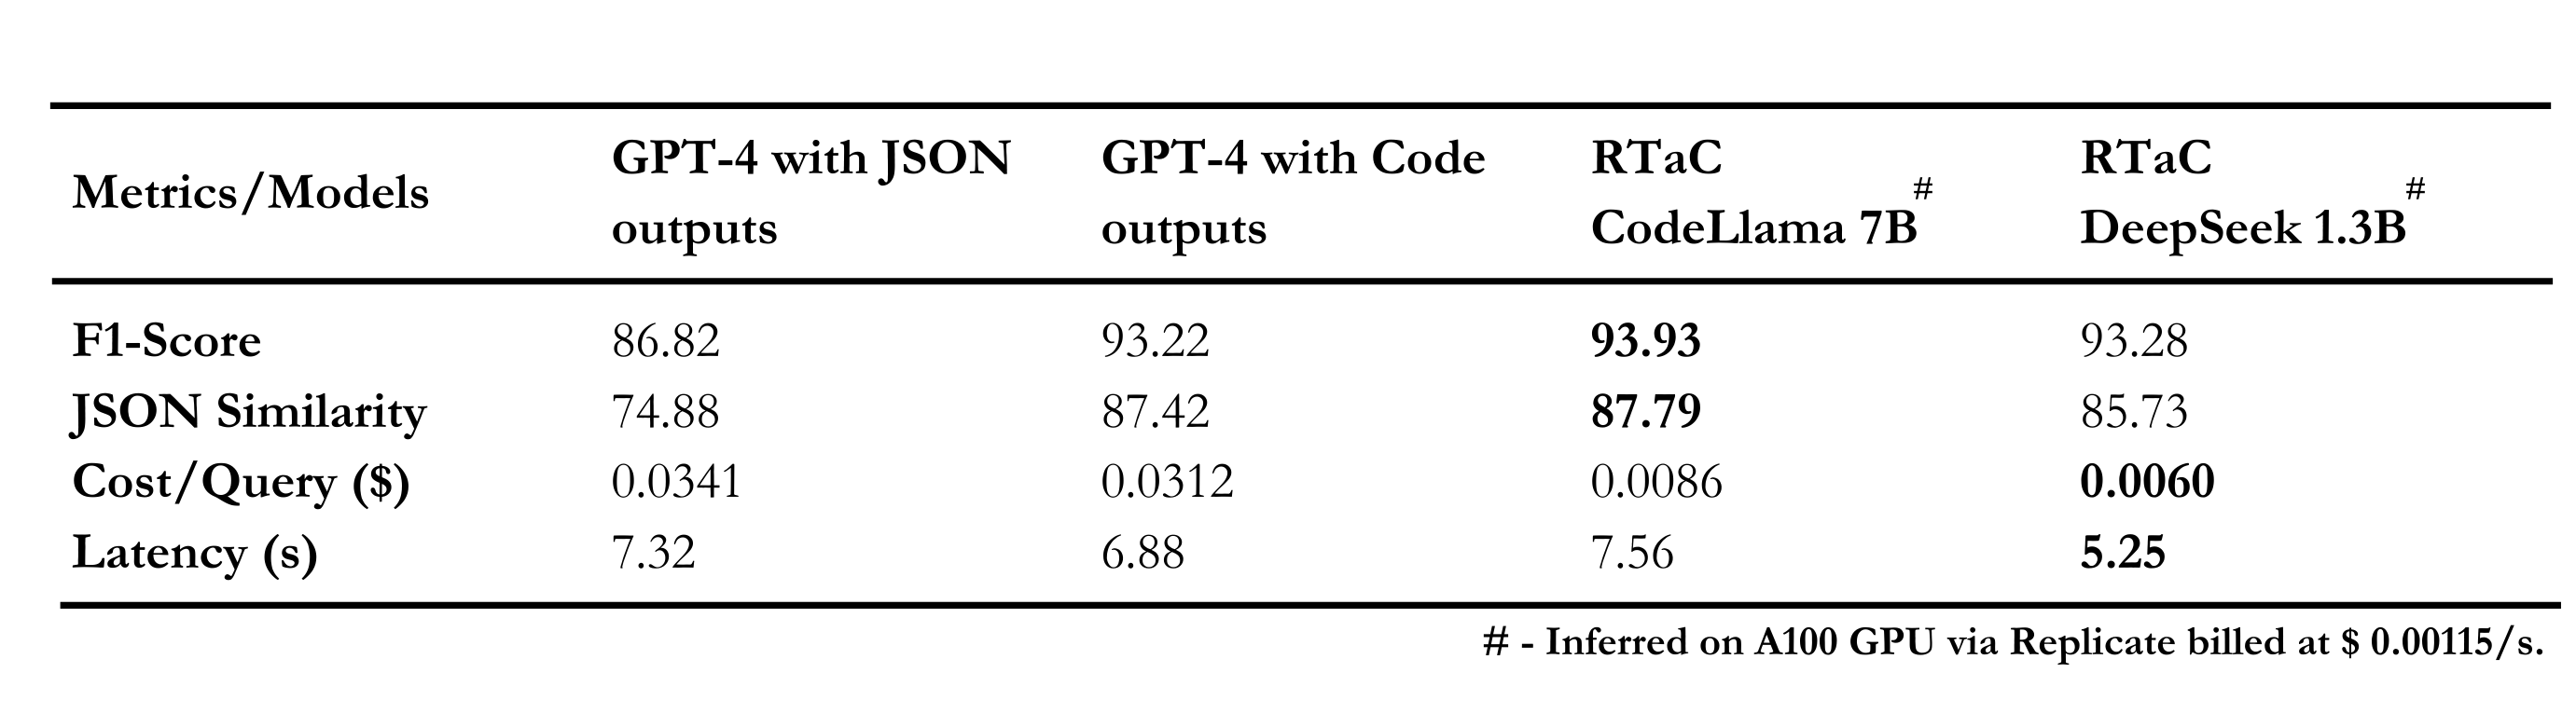 Metrics/Models GPT-4 with JSON outputs GPT-4 with Code outputs RTaC CodeLlama 7B# RTaC DeepSeek 1.3B#
F1-Score 86.82 93.22 93.93 93.28
JSON Similarity 74.88 87.42 87.79 85.73
Cost/Query ($) 0.0341 0.0312 0.0086 0.0060
Latency (s) 7.32 6.88 7.56 5.25
# - Inferred on A100 GPU via Replicate billed at $ 0.00115/s.